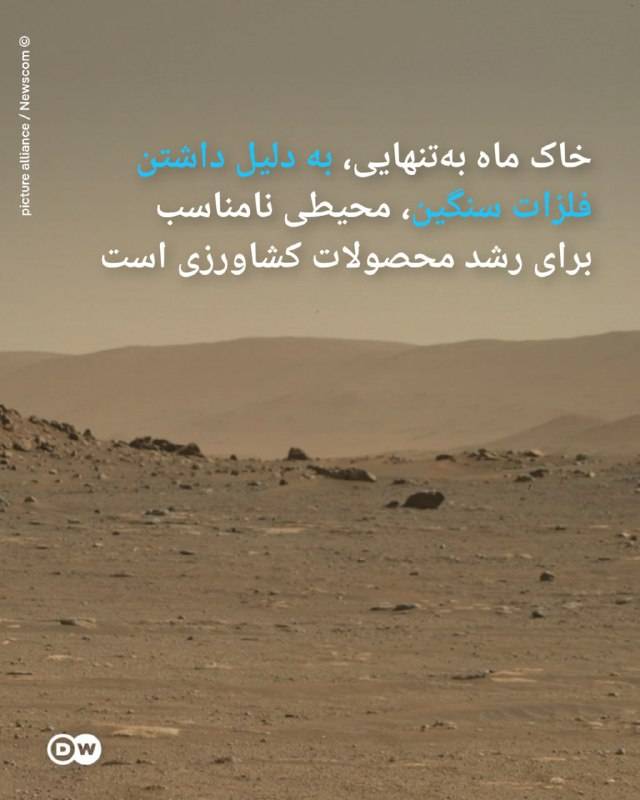 picture alliance / Newscom ©
خاک ماه به‌تنهایی، به دلیل داشتن
فلزات سنگین، محیطی نامناسب
برای رشد محصولات کشاورزی است
DW